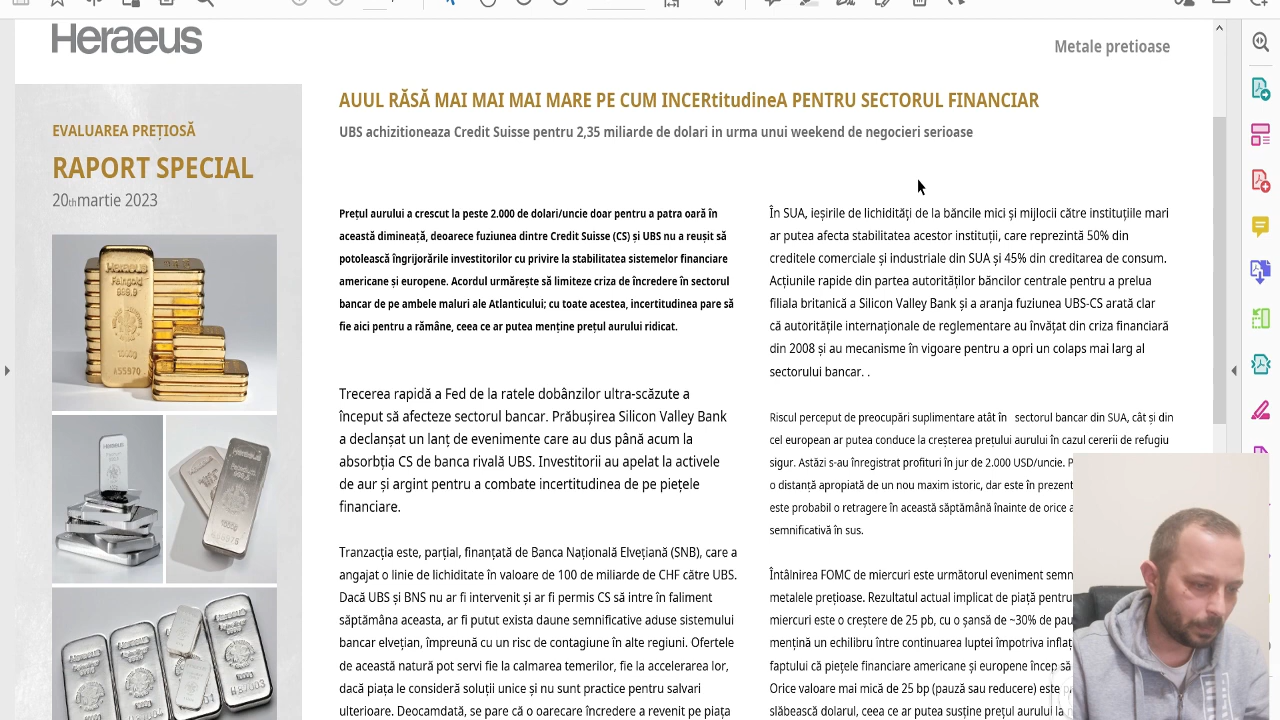 Heraeus
Metale pretioase
EVALUAREA PREȚIOSĂ
RAPORT SPECIAL
20th martie 2023
AUUL RĂSĂ MAI MAI MAI MARE PE CUM INCERtitudineA PENTRU SECTORUL FINANCIAR
UBS achizitioneaza Credit Suisse pentru 2,35 miliarde de dolari in urma unui weekend de negocieri serioase
Prețul aurului a crescut la peste 2.000 de dolari/uncie doar pentru a patra oară în
această dimineață, deoarece fuziunea dintre Credit Suisse (CS) și UBS nu a reușit să
potolească îngrijorările investitorilor cu privire la stabilitatea sistemelor financiare
americane și europene. Acordul urmărește să limiteze criza de încredere în sectorul
bancar de pe ambele maluri ale Atlanticului; cu toate acestea, incertitudinea pare să
fie aici pentru a rămâne, ceea ce ar putea menține prețul aurului ridicat.
Trecerea rapidă a Fed de la ratele dobânzilor ultra-scăzute a
început să afecteze sectorul bancar. Prăbușirea Silicon Valley Bank
a declanșat un lanț de evenimente care au dus până acum la
absorbția CS de banca rivală UBS. Investitorii au apelat la activele
de aur și argint pentru a combate incertitudinea de pe piețele
financiare.
Tranzacția este, parțial, finanțată de Banca Națională Elvețiană (SNB), care a
angajat o linie de lichiditate în valoare de 100 de miliarde de CHF către UBS.
Dacă UBS și BNS nu ar fi intervenit și ar fi permis CS să intre în faliment
săptămâna aceasta, ar fi putut exista daune semnificative aduse sistemului
bancar elvețian, împreună cu un risc de contagiune în alte regiuni. Ofertele
de această natură pot servi fie la calmarea temerilor, fie la accelerarea lor,
dacă piața le consideră soluții unice și nu sunt practice pentru salvari
ulterioare. Deocamdată, se pare că o oarecare încredere a revenit pe piața
În SUA, ieșirile de lichidități de la băncile mici și mijlocii către instituțiile mari
ar putea afecta stabilitatea acestor instituții, care reprezintă 50% din
creditele comerciale și industriale din SUA și 45% din creditarea de consum.
Acțiunile rapide din partea autorităților băncilor centrale pentru a prelua
filiala britanică a Silicon Valley Bank și a aranja fuziunea UBS-CS arată clar
că autoritățile internaționale de reglementare au învățat din criza financiară
din 2008 și au mecanisme în vigoare pentru a opri un colaps mai larg al
sectorului bancar. .
Riscul perceput de preocupări suplimentare atât în sectorul bancar din SUA, cât și din
cel european ar putea conduce la creșterea prețului aurului în cazul cererii de refugiu
sigur. Astăzi s-au înregistrat profituri în jur de 2.000 USD/uncie.
o distanță apropiată de un nou maxim istoric, dar este în prezent
este probabil o retragere în această săptămână înainte de orice
semnificativă în sus.
Întâlnirea FOMC de miercuri este următorul eveniment
metalele prețioase. Rezultatul actual implicat de piață pentru
miercuri este o creștere de 25 pb, cu o șansă de ~30% de
mențină un echilibru între continuarea luptei împotriva
faptului că piețele financiare americane și europene încep să
Orice valoare mai mică de 25 bp (pauză sau reducere) este
slăbească dolarul, ceea ce ar putea susține prețul aurului la